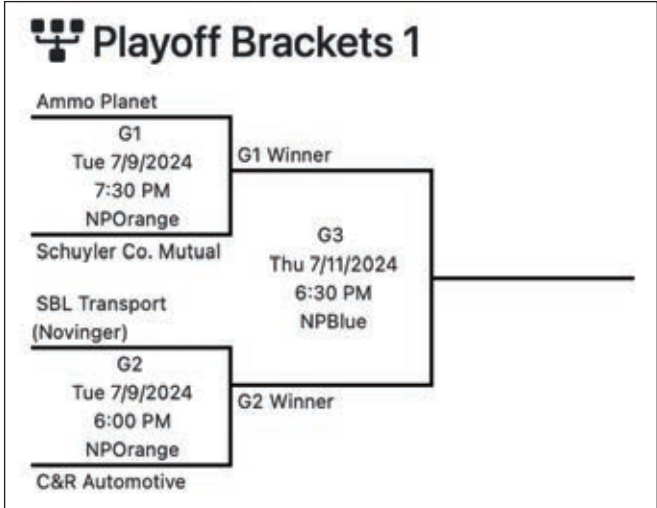 Playoff Brackets 1
Ammo Planet
G1
Tue 7/9/2024
7:30 PM
NPOrange
Schuyler Co. Mutual
G1 Winner
SBL Transport
(Novinger)
G2
Tue 7/9/2024
6:00 PM
NPOrange
C&R Automotive
G2 Winner
G3
Thu 7/11/2024
6:30 PM
NPBlue